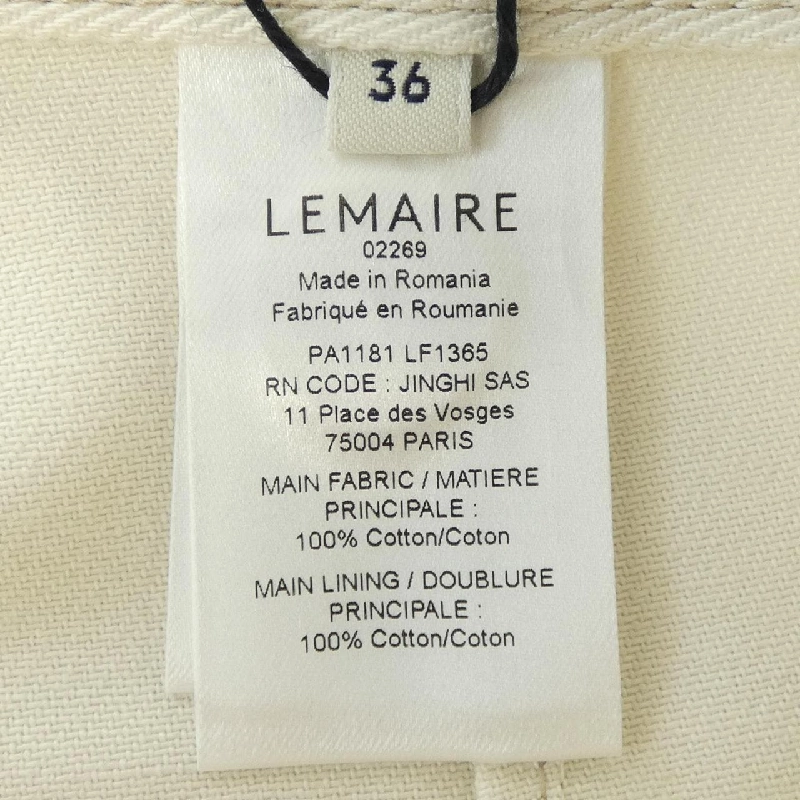 36
LEMAIRE
02269
Made in Romania
Fabriqué en Roumanie
PA1181 LF1365
RN CODE : JINGHI SAS
11 Place des Vosges
75004 PARIS
MAIN FABRIC / MATIERE
PRINCIPALE :
100% Cotton/Coton
MAIN LINING / DOUBLURE
PRINCIPALE :
100% Cotton/Coton